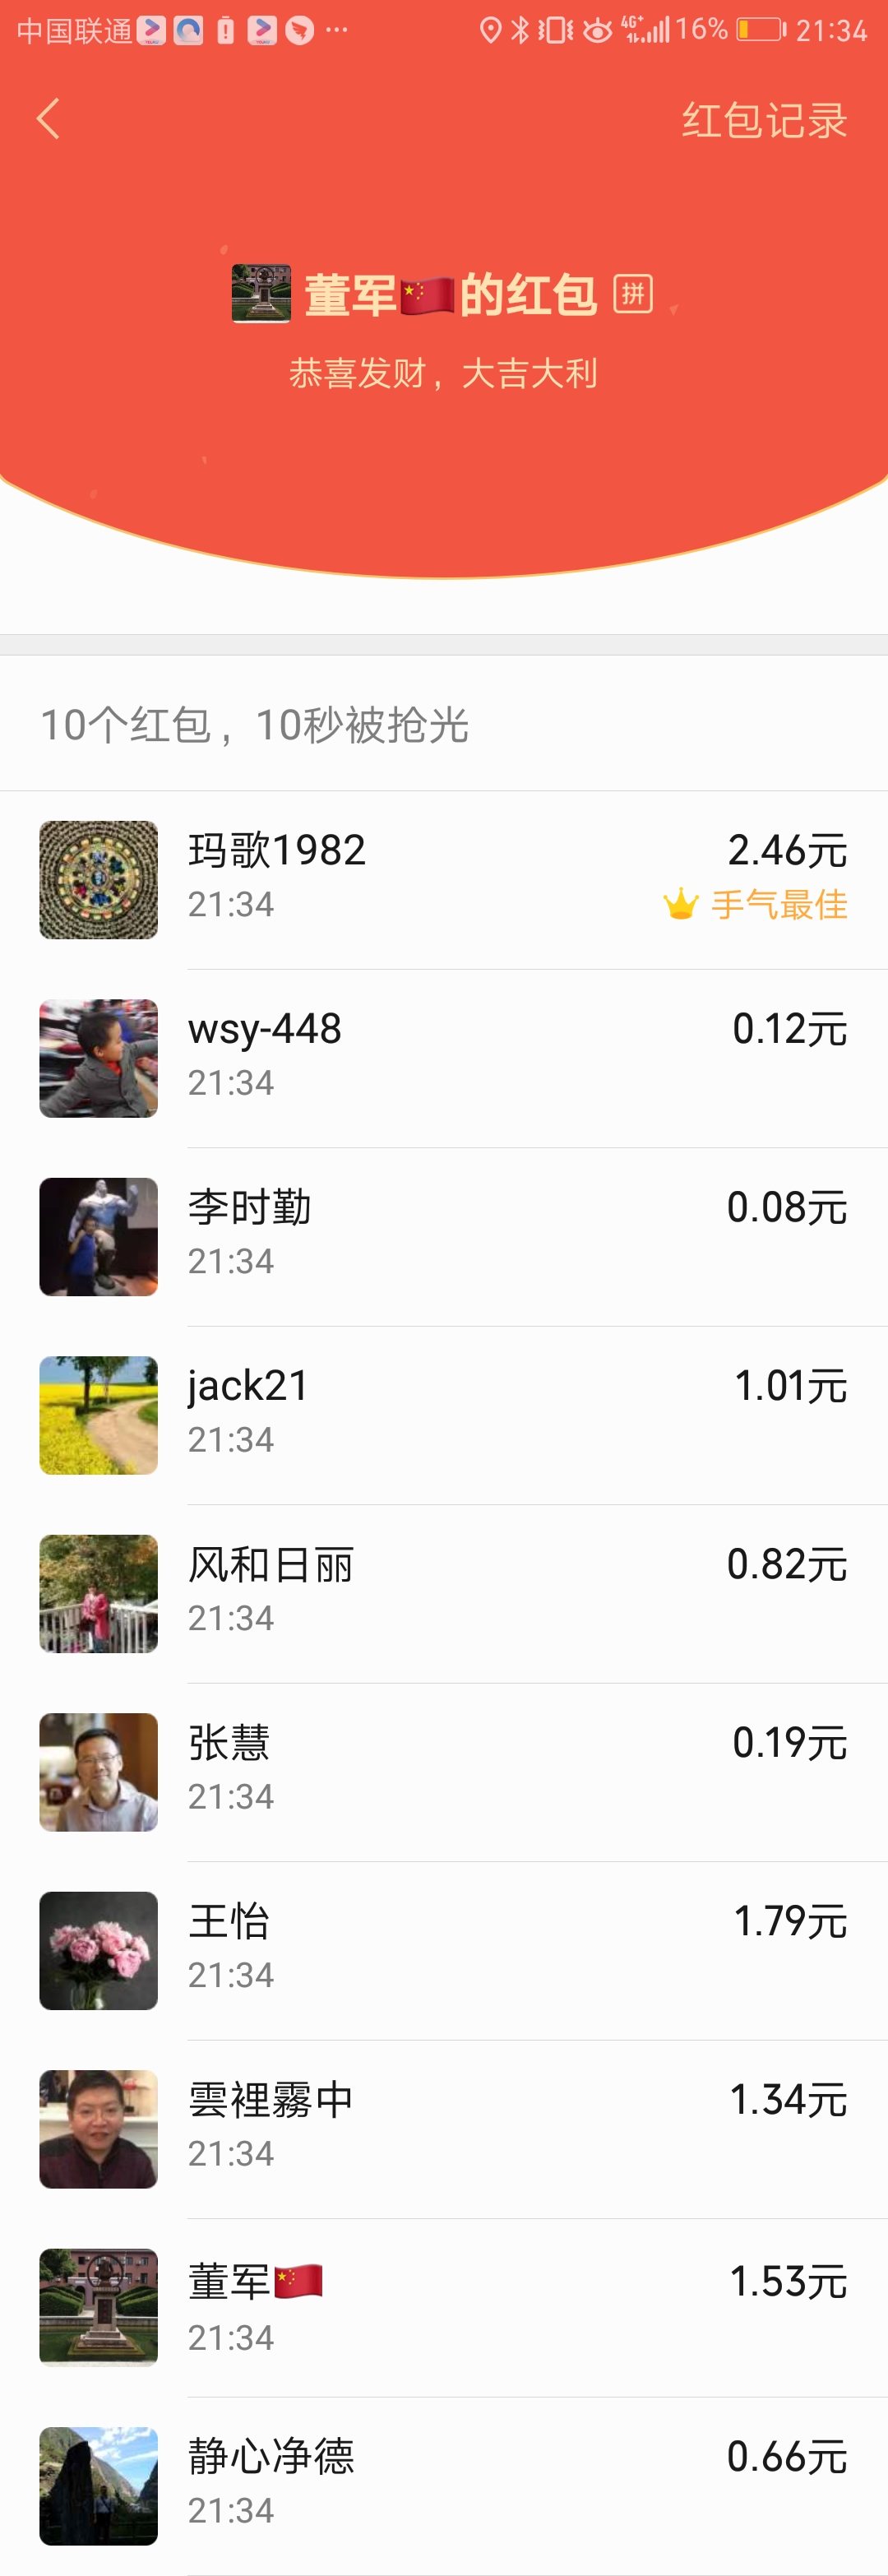 中国联通 ··· 4G+ 16% 21:34
红包记录
董军🇨🇳的红包 拼
恭喜发财，大吉大利
10个红包，10秒被抢光
玛歌1982 2.46元
21:34 手气最佳
wsy-448 0.12元
21:34
李时勤 0.08元
21:34
jack21 1.01元
21:34
风和日丽 0.82元
21:34
张慧 0.19元
21:34
王怡 1.79元
21:34
雲裡霧中 1.34元
21:34
董军🇨🇳 1.53元
21:34
静心净德 0.66元
21:34